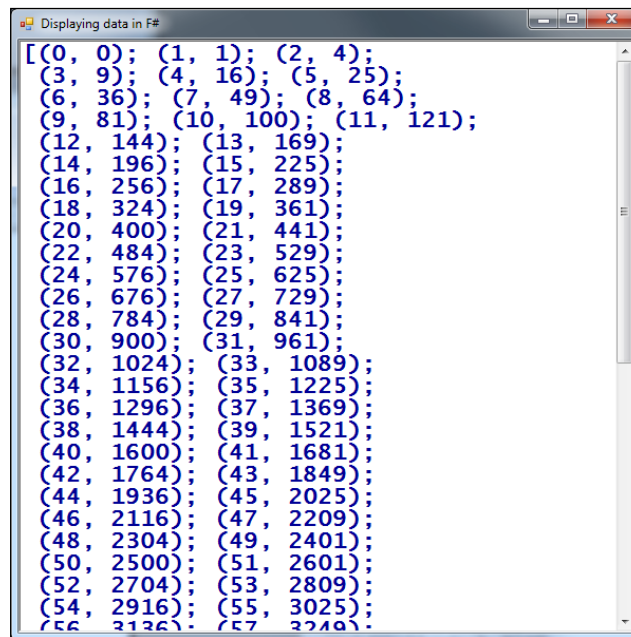 Displaying data in F#
[(0, 0); (1, 1); (2, 4);
(3, 9); (4, 16); (5, 25);
(6, 36); (7, 49); (8, 64);
(9, 81); (10, 100); (11, 121);
(12, 144); (13, 169);
(14, 196); (15, 225);
(16, 256); (17, 289);
(18, 324); (19, 361);
(20, 400); (21, 441);
(22, 484); (23, 529);
(24, 576); (25, 625);
(26, 676); (27, 729);
(28, 784); (29, 841);
(30, 900); (31, 961);
(32, 1024); (33, 1089);
(34, 1156); (35, 1225);
(36, 1296); (37, 1369);
(38, 1444); (39, 1521);
(40, 1600); (41, 1681);
(42, 1764); (43, 1849);
(44, 1936); (45, 2025);
(46, 2116); (47, 2209);
(48, 2304); (49, 2401);
(50, 2500); (51, 2601);
(52, 2704); (53, 2809);
(54, 2916); (55, 3025);
(56, 3136); (57, 3249);